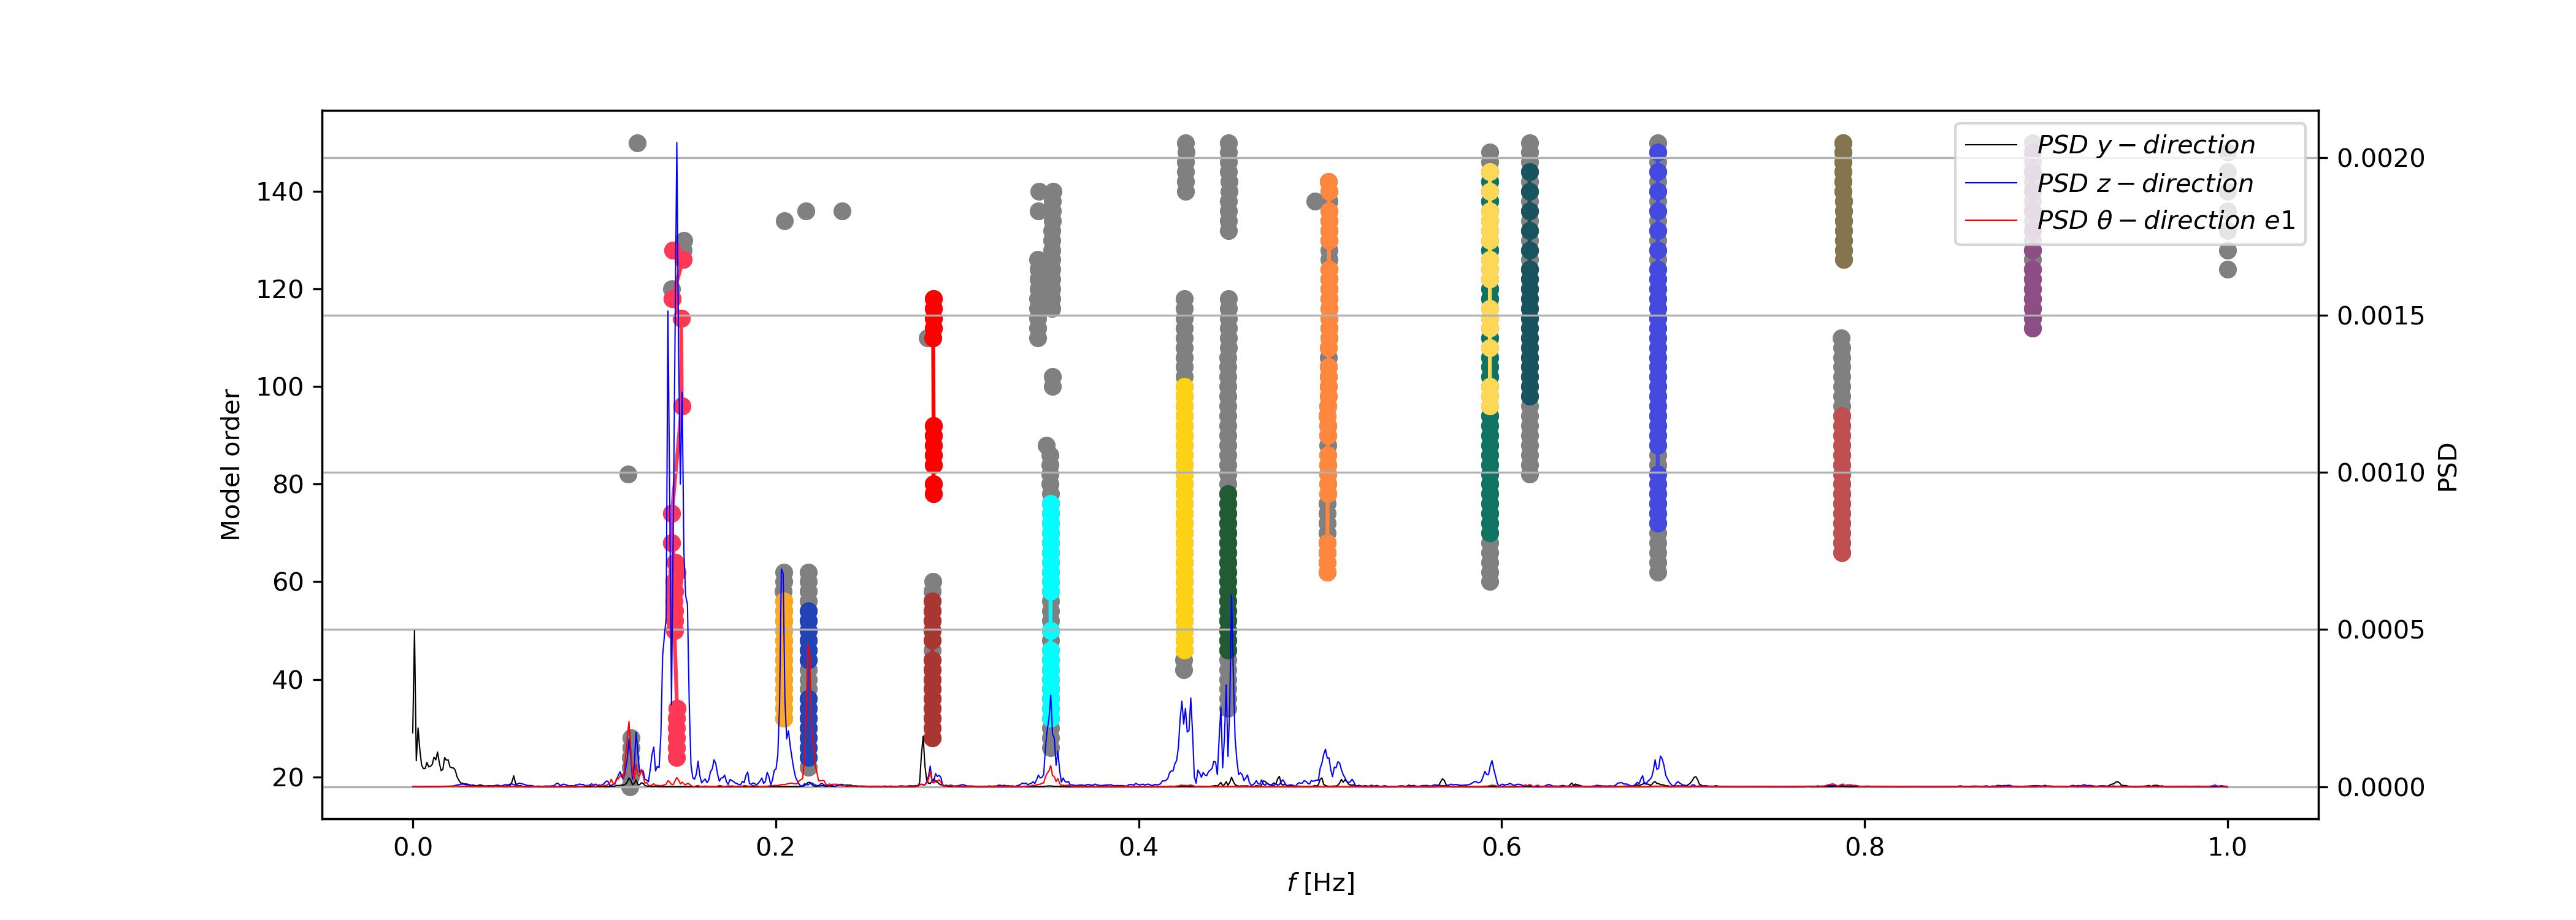 PSD y − direction
PSD z − direction
PSD θ − direction e1
140
120
100
80
60
40
20
Model order
0.0020
0.0015
0.0010
0.0005
0.0000
PSD
0.0 0.2 0.4 0.6 0.8 1.0
f [Hz]